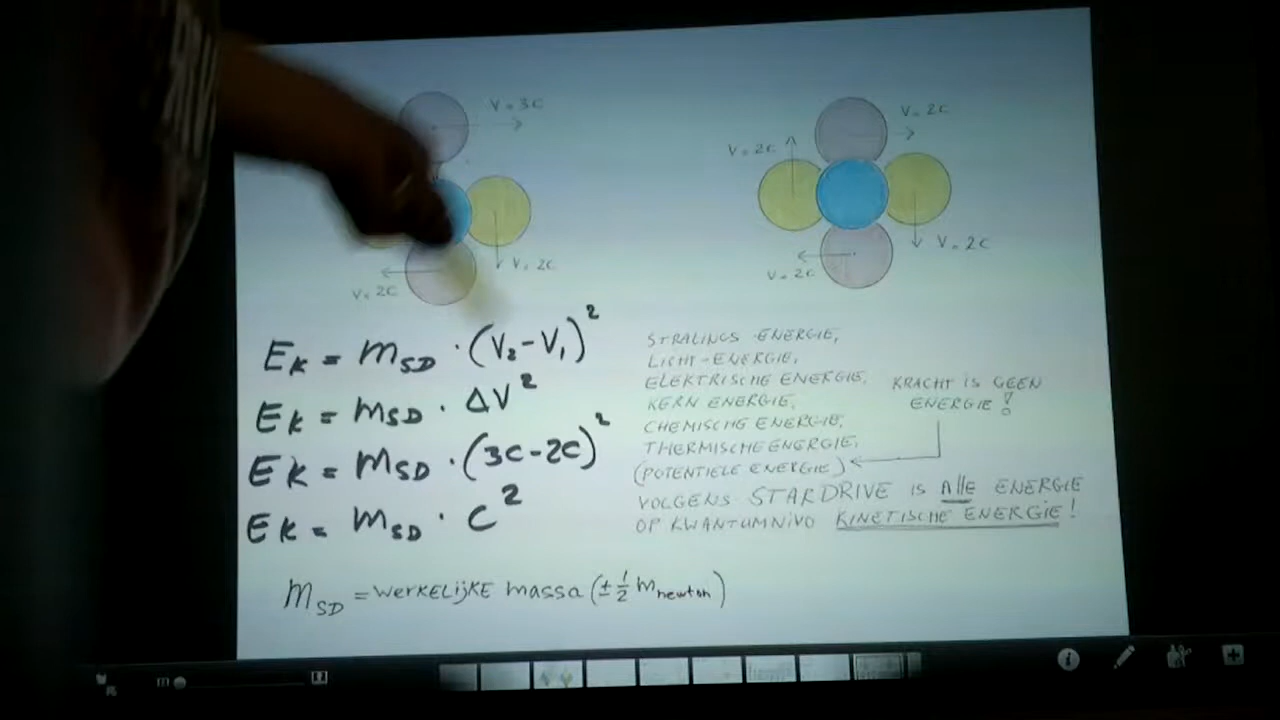 V = 3C
V = 2C
V = 2C
V = 2C
V = 2C
V = 2C
V = 2C
EK = mSD · (V2 - V1)²
EK = mSD · ΔV²
EK = mSD · (3C - 2C)²
EK = mSD · C²
mSD = WERKELIJKE MASSA (± 1/2 mnewton)
STRALINGS ENERGIE,
LICHT-ENERGIE,
ELEKTRISCHE ENERGIE,
KERN ENERGIE,
CHEMISCHE ENERGIE,
THERMISCHE ENERGIE,
(POTENTIELE ENERGIE)
KRACHT IS GEEN
ENERGIE!
VOLGENS STARDRIVE IS ALLE ENERGIE
OP KWANTUMNIVO KINETISCHE ENERGIE!